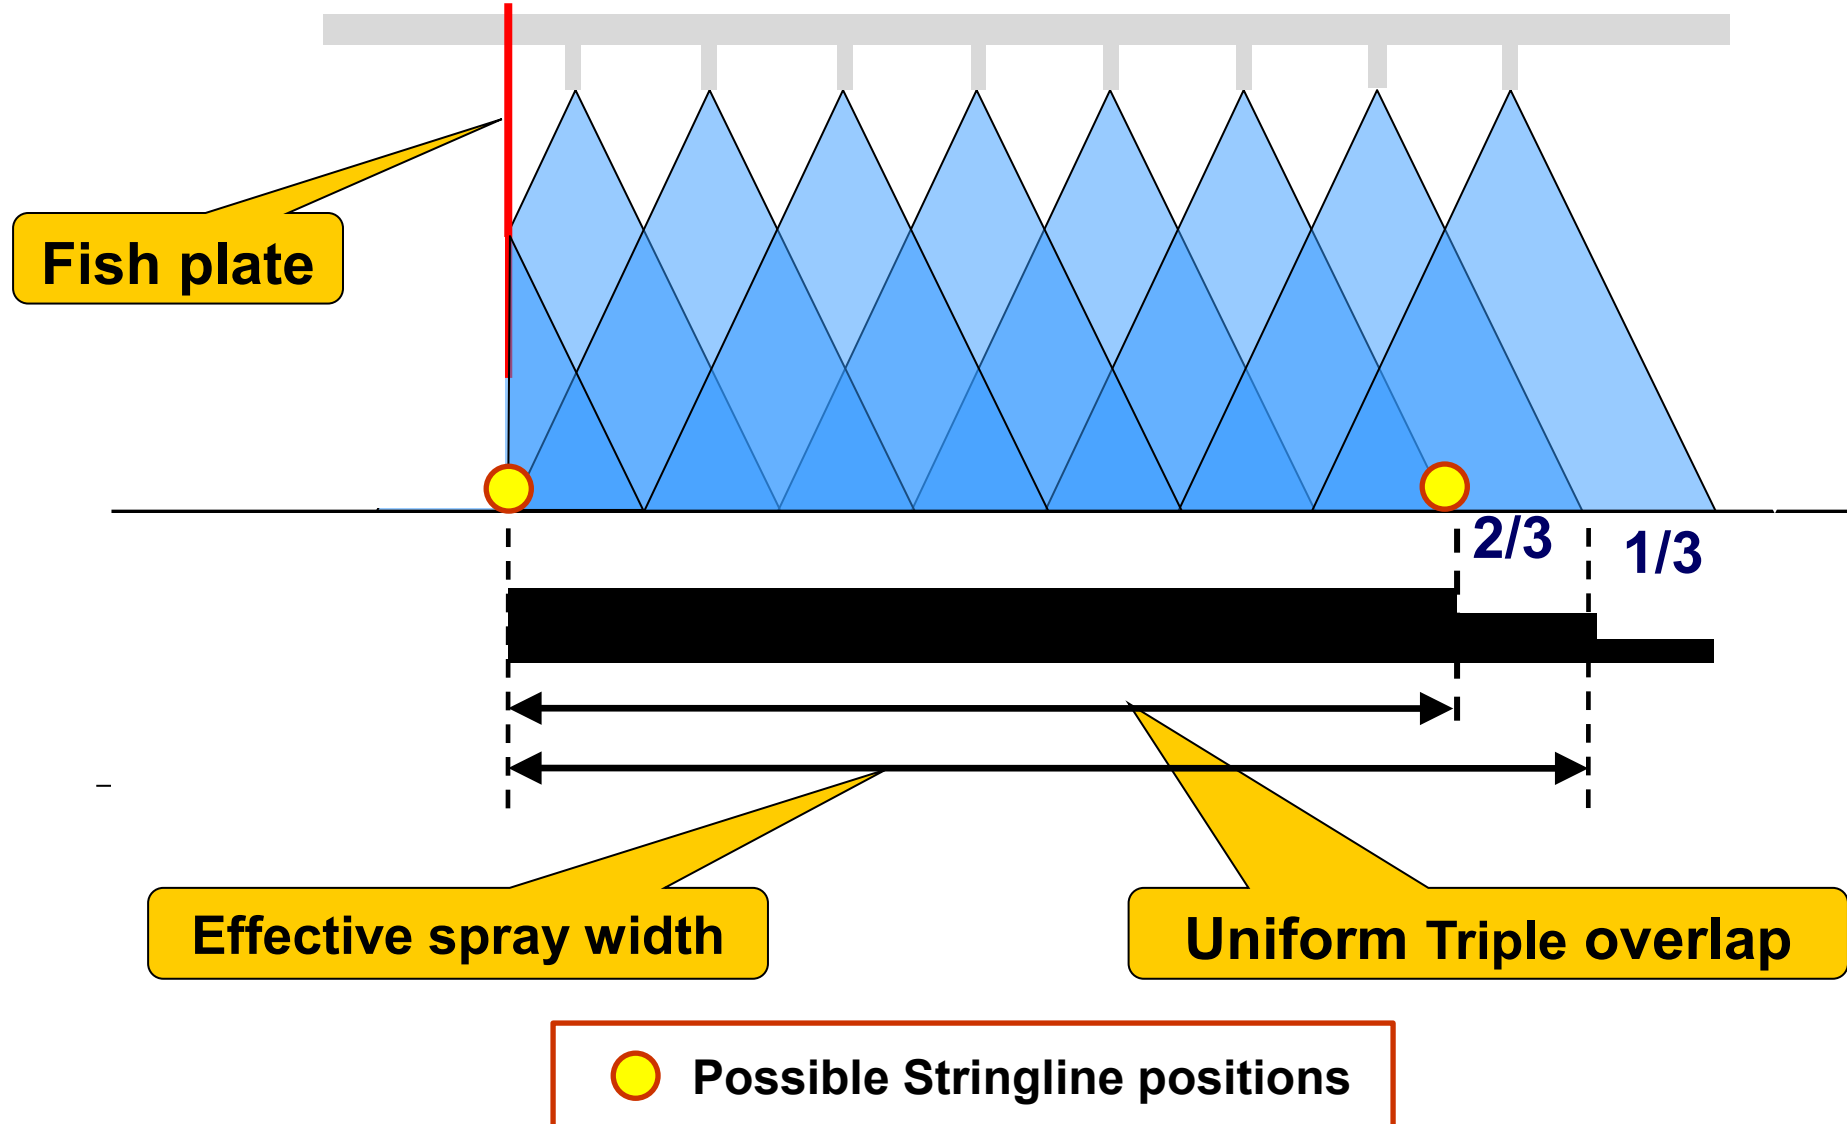 Fish plate
2/3
1/3
Effective spray width
Uniform Triple overlap
Possible Stringline positions